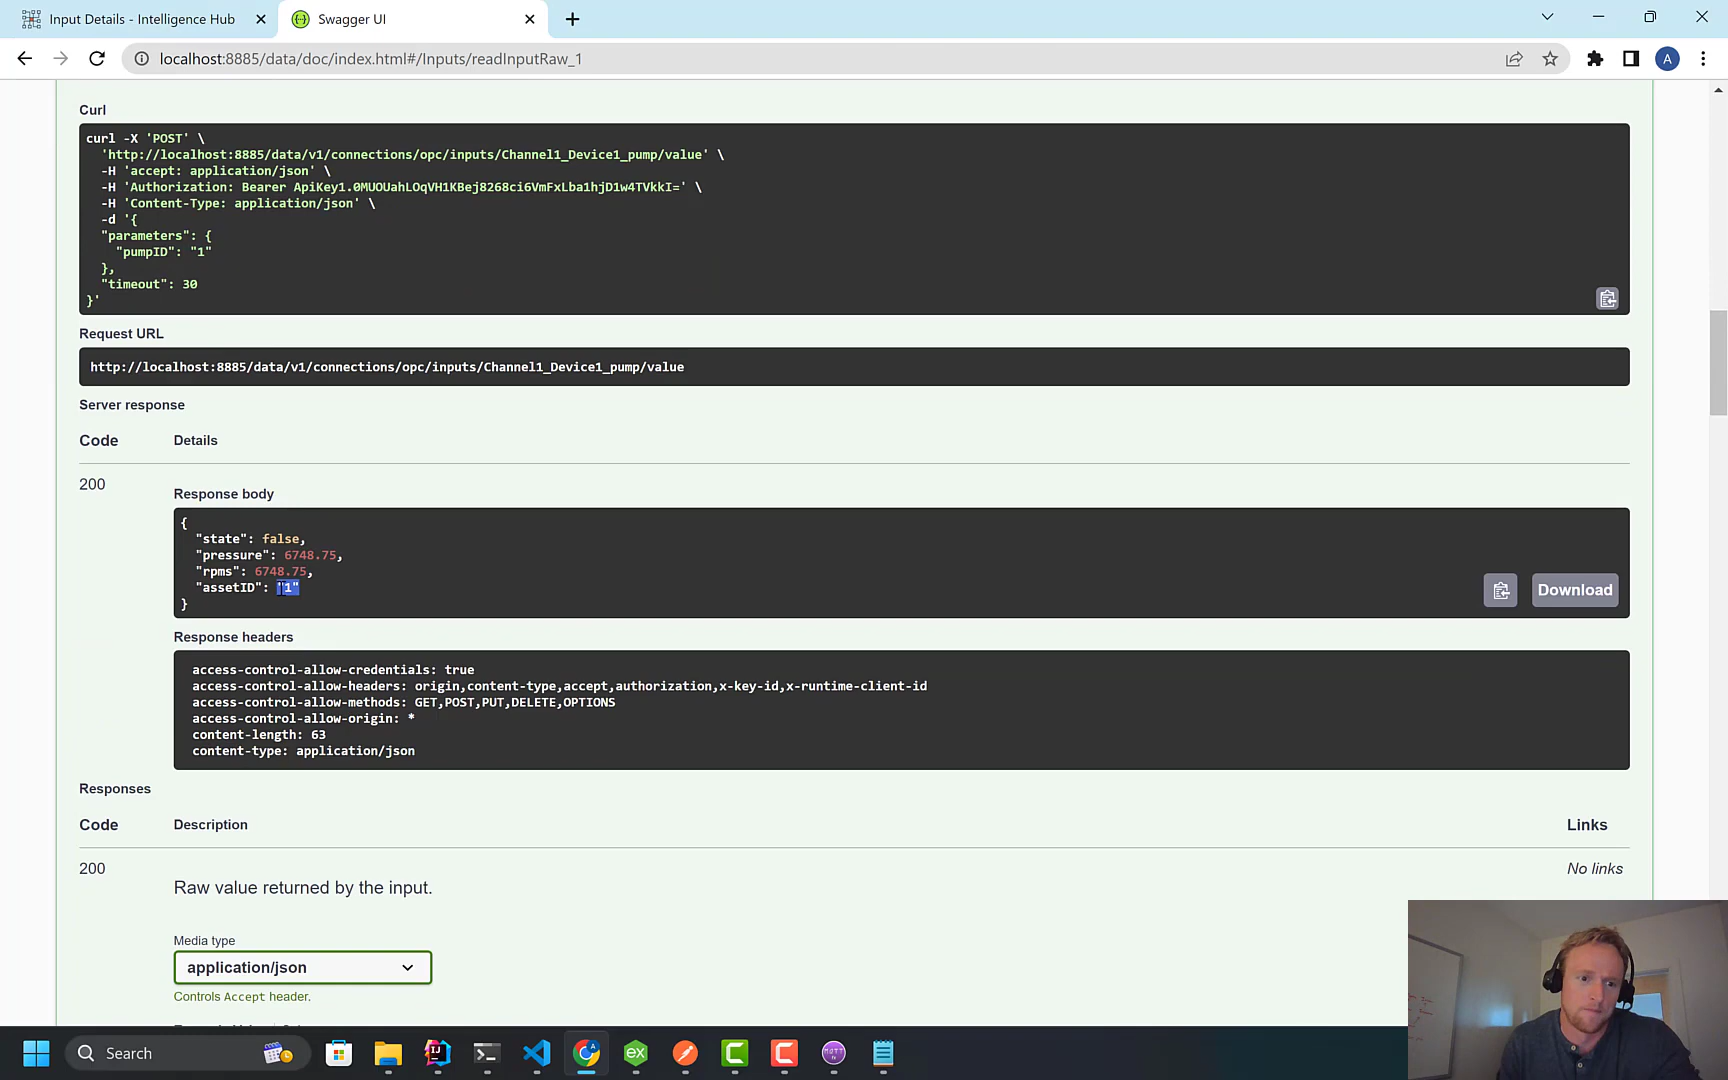 Input Details - Intelligence Hub
Swagger UI
localhost:8885/data/doc/index.html#/Inputs/readInputRaw_1
A
Curl
curl -X 'POST' \
'http://localhost:8885/data/v1/connections/opc/inputs/Channel1_Device1_pump/value' \
-H 'accept: application/json' \
-H 'Authorization: Bearer ApiKey1.0MUOUahLOqVH1KBej8268ci6VmFxLba1hjD1w4TVkkI=' \
-H 'Content-Type: application/json' \
-d '{
"parameters": {
"pumpID": "1"
},
"timeout": 30
}'
Request URL
http://localhost:8885/data/v1/connections/opc/inputs/Channel1_Device1_pump/value
Server response
Code Details
200
Response body
{
"state": false,
"pressure": 6748.75,
"rpms": 6748.75,
"assetID": "1"
}
Download
Response headers
access-control-allow-credentials: true
access-control-allow-headers: origin,content-type,accept,authorization,x-key-id,x-runtime-client-id
access-control-allow-methods: GET,POST,PUT,DELETE,OPTIONS
access-control-allow-origin: *
content-length: 63
content-type: application/json
Responses
Code Description Links
200 No links
Raw value returned by the input.
Media type
application/json
Controls Accept header.
Search